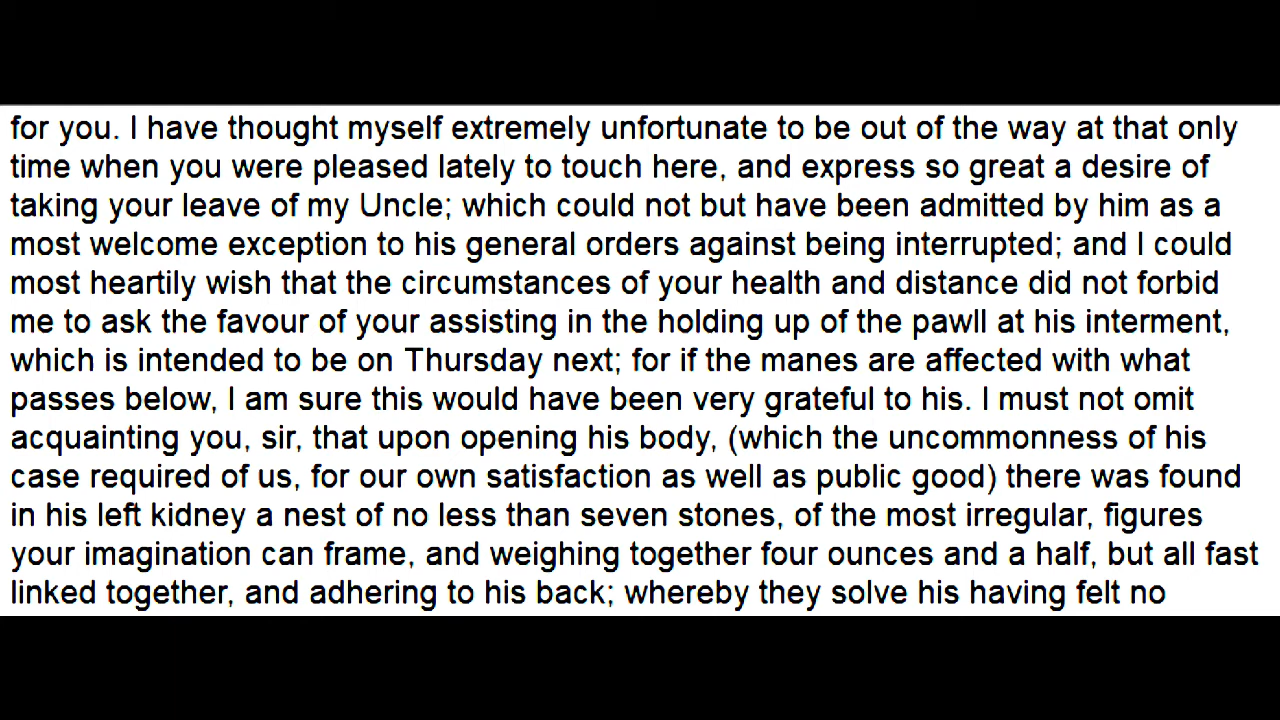 for you. I have thought myself extremely unfortunate to be out of the way at that only
time when you were pleased lately to touch here, and express so great a desire of
taking your leave of my Uncle; which could not but have been admitted by him as a
most welcome exception to his general orders against being interrupted; and I could
most heartily wish that the circumstances of your health and distance did not forbid
me to ask the favour of your assisting in the holding up of the pawll at his interment,
which is intended to be on Thursday next; for if the manes are affected with what
passes below, I am sure this would have been very grateful to his. I must not omit
acquainting you, sir, that upon opening his body, (which the uncommonness of his
case required of us, for our own satisfaction as well as public good) there was found
in his left kidney a nest of no less than seven stones, of the most irregular, figures
your imagination can frame, and weighing together four ounces and a half, but all fast
linked together, and adhering to his back; whereby they solve his having felt no